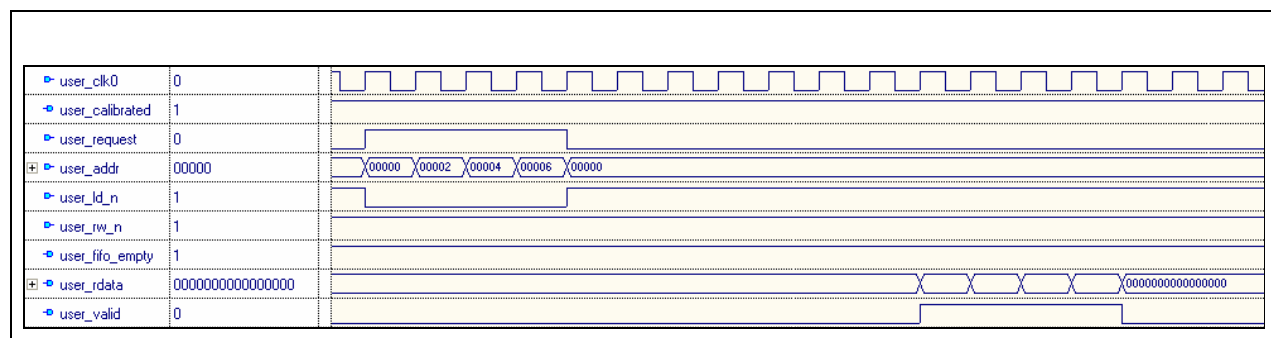 user_clk0 0
user_calibrated 1
user_request 0
user_addr 00000 00000 00002 00004 00006 00000
user_ld_n 1
user_rw_n 1
user_fifo_empty 1
user_rdata 0000000000000000 0000000000000000
user_valid 0